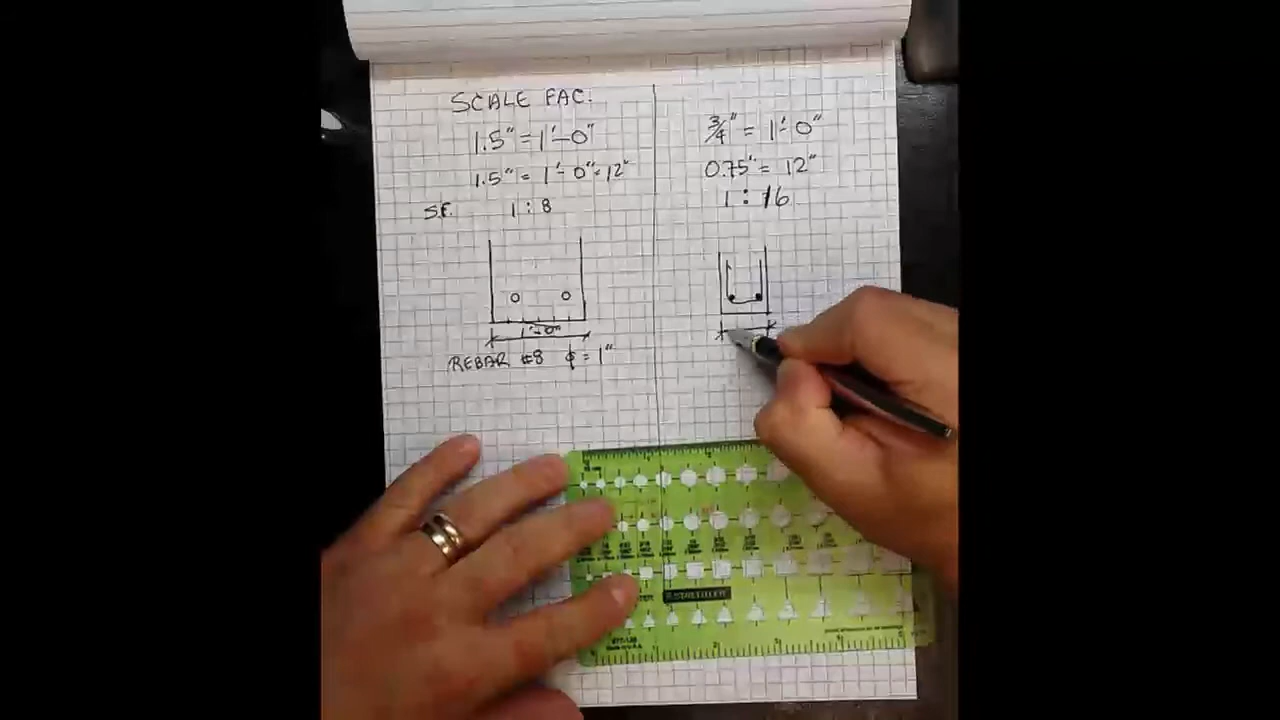 SCALE FAC.
1.5" = 1'-0"
1.5" = 1'-0" = 12"
S.F. 1 : 8
1'-0"
REBAR #8 ϕ = 1"
3/4" = 1'-0"
0.75" = 12"
1 : 16